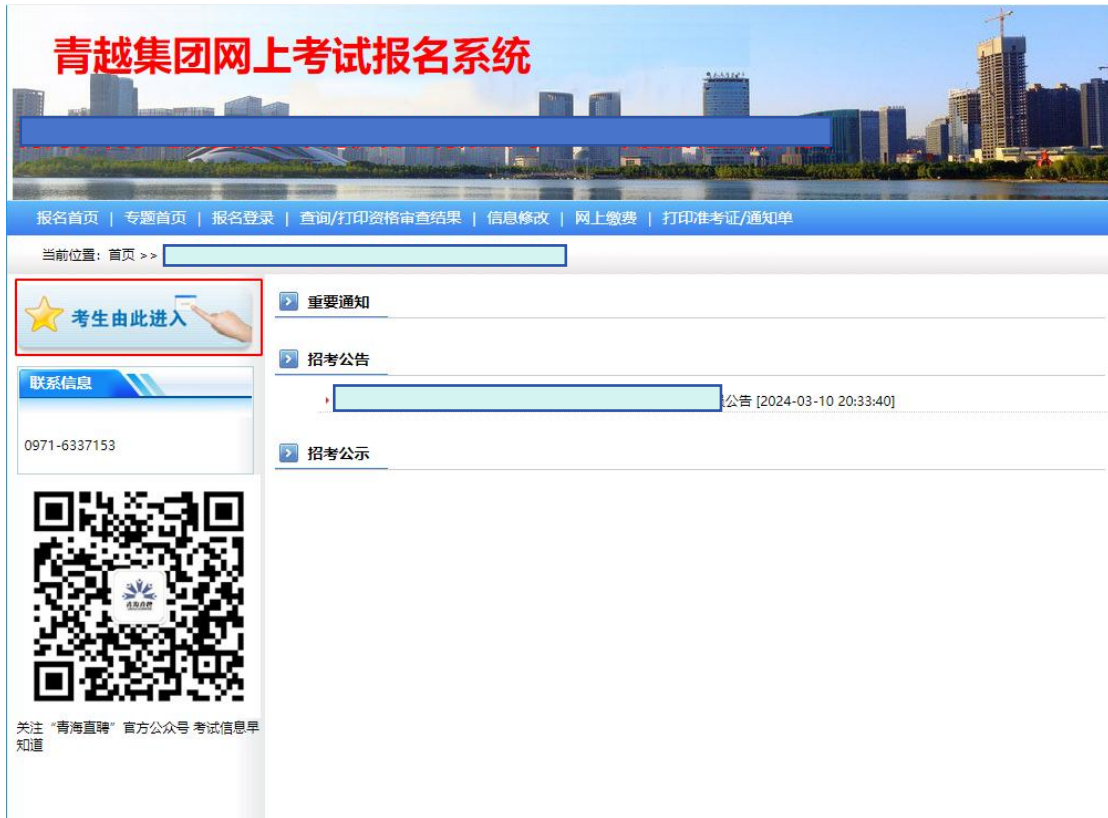 青越集团网上考试报名系统
报名首页 | 专题首页 | 报名登录 | 查询/打印资格审查结果 | 信息修改 | 网上缴费 | 打印准考证/通知单
当前位置：首页 >>
考生由此进入
重要通知
招考公告
公告 [2024-03-10 20:33:40]
招考公示
联系信息
0971-6337153
青海直聘
关注“青海直聘”官方公众号 考试信息早
知道